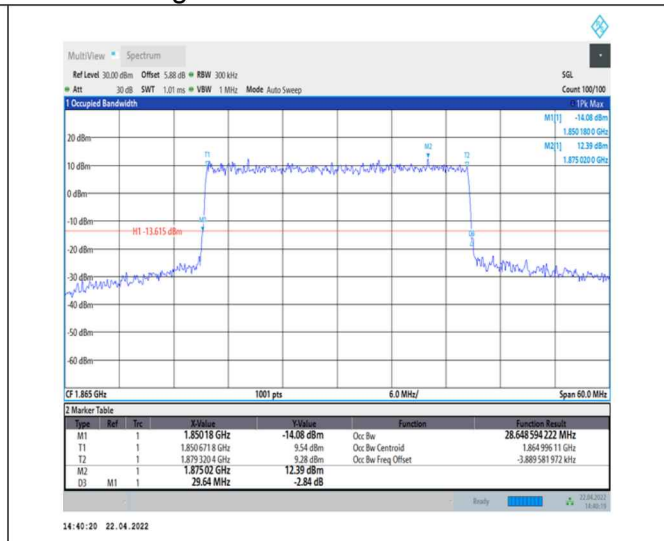 MultiView Spectrum
Ref Level 30.00 dBm Offset 5.88 dB RBW 300 kHz SGL
Att 30 dB SWT 1.01 ms VBW 1 MHz Mode Auto Sweep Count 100/100
1 Occupied Bandwidth 1Pk Max
M1[1] -14.08 dBm
1.850 180 0 GHz
20 dBm M2 T2 M2[1] 12.39 dBm
T1 1.875 020 0 GHz
10 dBm
0 dBm
-10 dBm
M1
H1 -13.615 dBm
-20 dBm
-30 dBm
-40 dBm
-50 dBm
-60 dBm
CF 1.865 GHz 1001 pts 6.0 MHz/ Span 60.0 MHz
2 Marker Table
Type Ref Trc X-Value Y-Value Function Function Result
M1 1 1.85018 GHz -14.08 dBm Occ Bw 28.648 594 222 MHz
T1 1 1.850 671 8 GHz 9.54 dBm Occ Bw Centroid 1.864 996 11 GHz
T2 1 1.879 320 4 GHz 9.28 dBm Occ Bw Freq Offset -3.889 581 972 kHz
M2 1 1.87502 GHz 12.39 dBm
D3 M1 1 29.64 MHz -2.84 dB
Ready 22.04.2022
14:40:19
14:40:20 22.04.2022